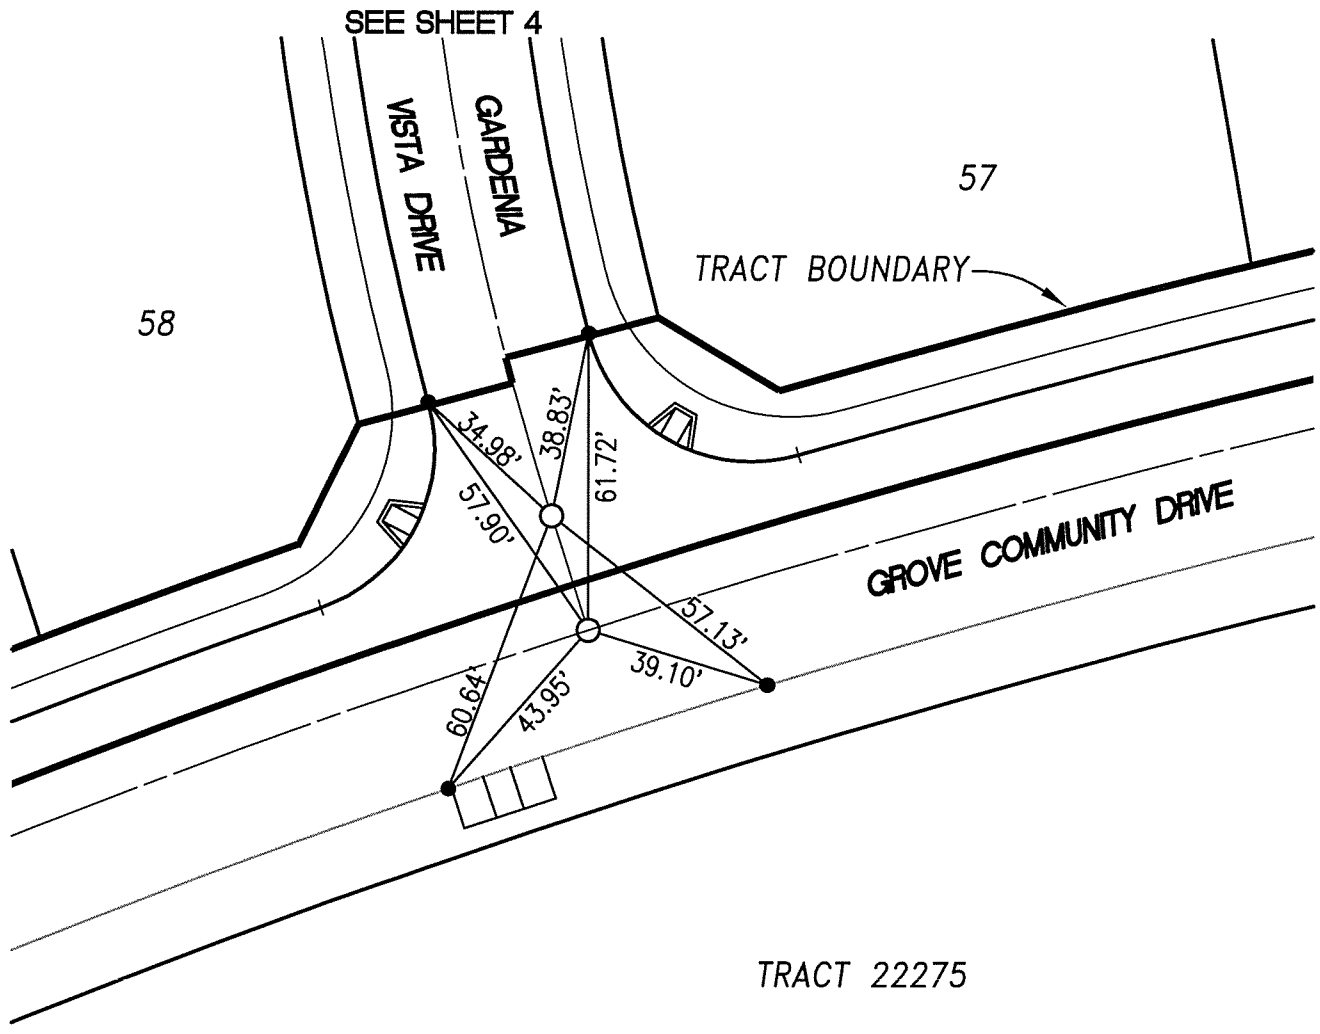 SEE SHEET 4
VISTA DRIVE
GARDENIA
57
TRACT BOUNDARY
58
34.98'
38.83'
61.72'
57.90'
GROVE COMMUNITY DRIVE
57.13'
39.10'
60.64'
43.95'
TRACT 22275